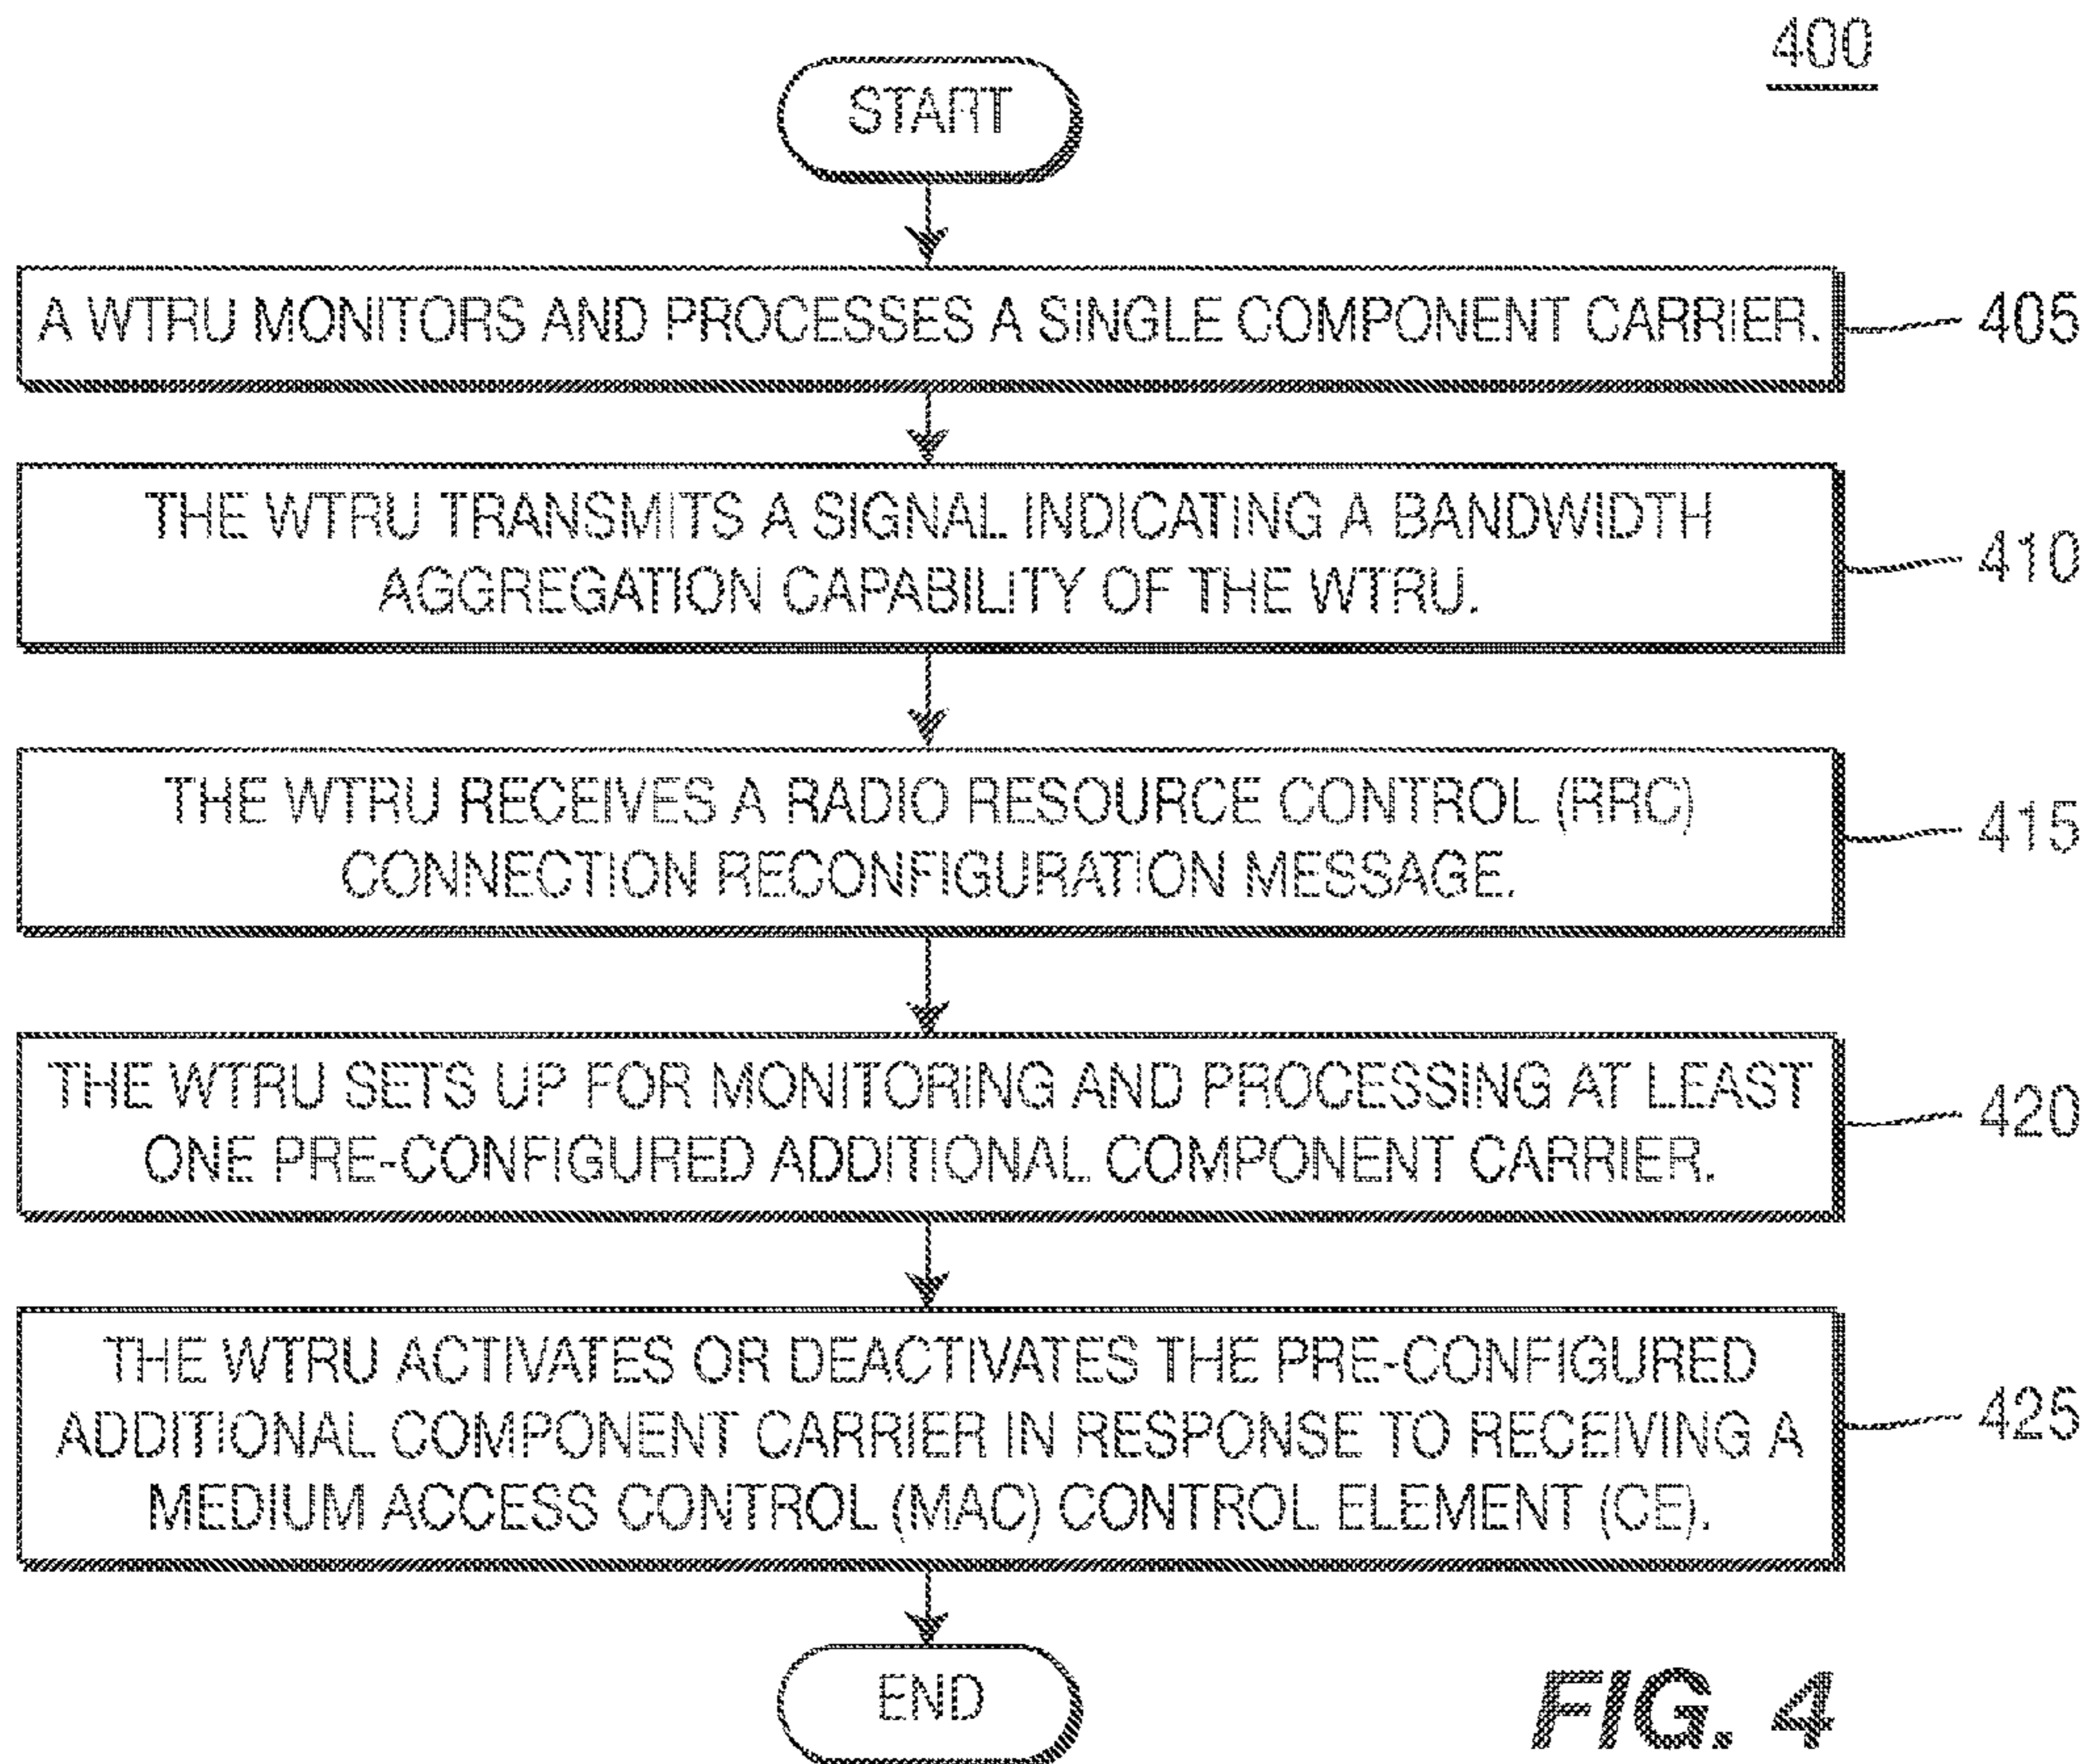 400
START
A WTRU MONITORS AND PROCESSES A SINGLE COMPONENT CARRIER.
405
THE WTRU TRANSMITS A SIGNAL INDICATING A BANDWIDTH
AGGREGATION CAPABILITY OF THE WTRU.
410
THE WTRU RECEIVES A RADIO RESOURCE CONTROL (RRC)
CONNECTION RECONFIGURATION MESSAGE.
415
THE WTRU SETS UP FOR MONITORING AND PROCESSING AT LEAST
ONE PRE-CONFIGURED ADDITIONAL COMPONENT CARRIER.
420
THE WTRU ACTIVATES OR DEACTIVATES THE PRE-CONFIGURED
ADDITIONAL COMPONENT CARRIER IN RESPONSE TO RECEIVING A
MEDIUM ACCESS CONTROL (MAC) CONTROL ELEMENT (CE).
425
END
FIG. 4